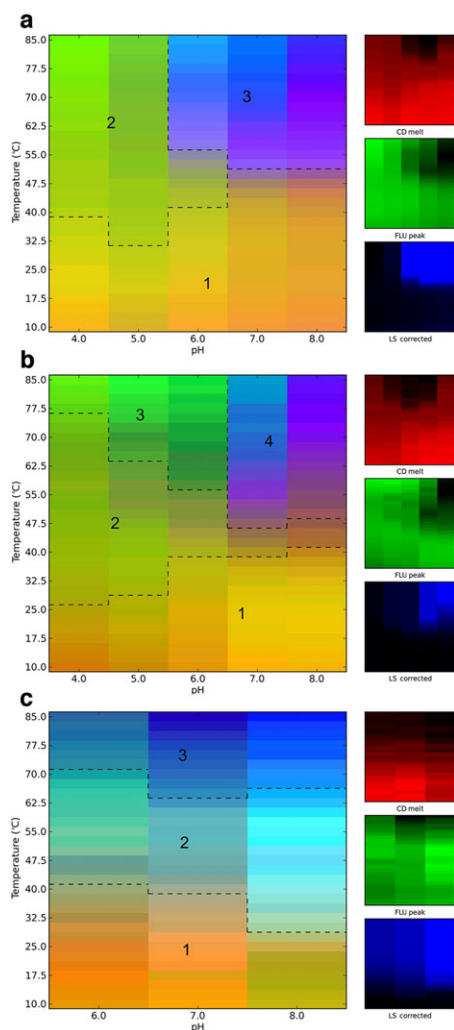 a
85.0
77.5
70.0
62.5
55.0
47.5
40.0
32.5
25.0
17.5
10.0
Temperature (°C)
2
3
1
4.0 5.0 6.0 7.0 8.0
pH
CD melt
FLU peak
LS corrected
b
85.0
77.5
70.0
62.5
55.0
47.5
40.0
32.5
25.0
17.5
10.0
Temperature (°C)
3
4
2
1
4.0 5.0 6.0 7.0 8.0
CD melt
FLU peak
LS corrected
c
85.0
77.5
70.0
62.5
55.0
47.5
40.0
32.5
25.0
17.5
10.0
Temperature (°C)
3
2
1
6.0 7.0 8.0
pH
CD melt
FLU peak
LS corrected